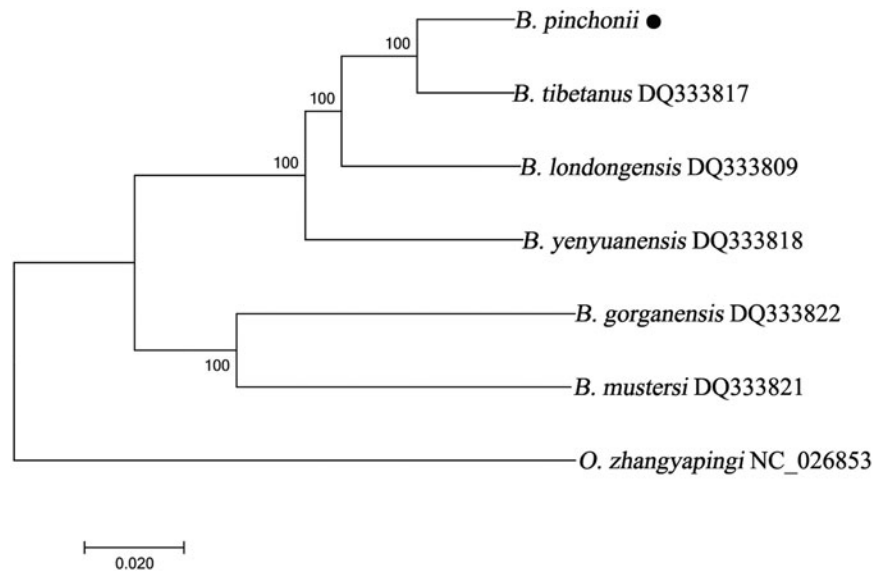 B. pinchonii ●
100
B. tibetanus DQ333817
100
B. londongensis DQ333809
100
B. yenyuanensis DQ333818
B. gorganensis DQ333822
100
B. mustersi DQ333821
O. zhangyapingi NC_026853
0.020